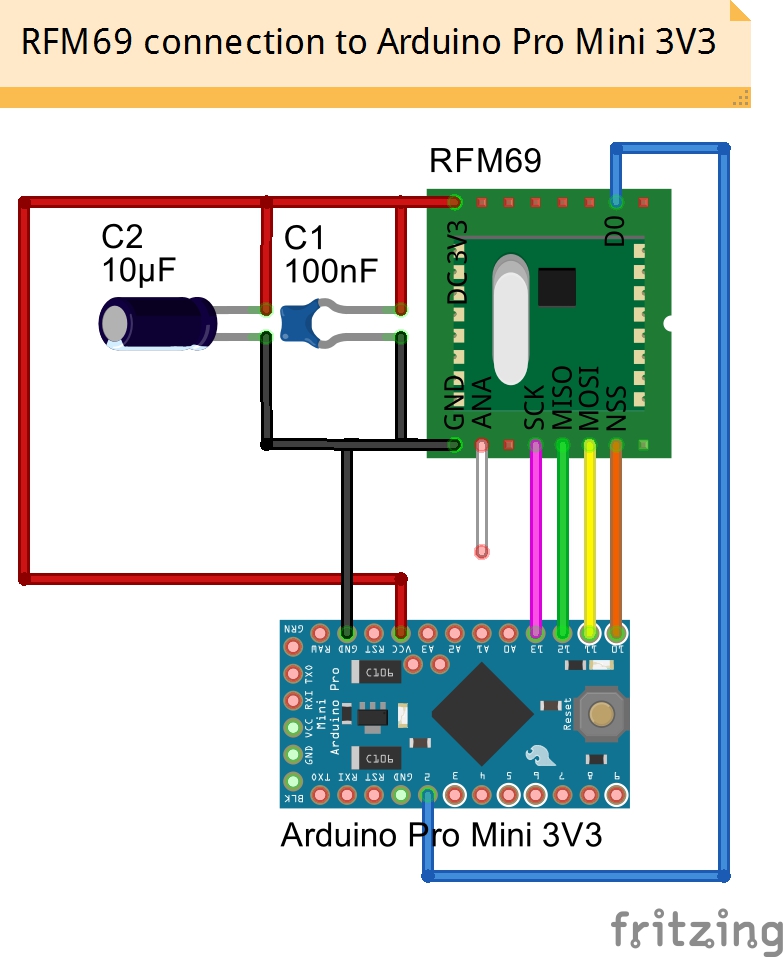 RFM69 connection to Arduino Pro Mini 3V3
RFM69
C2
10µF
C1
100nF
DC 3V3
D0
GND
ANA
SCK
MISO
MOSI
NSS
GRN
RAW
GND
RST
VCC
A3
A2
A1
A0
13
12
11
10
TXO
RXI
VCC
GND
BLK
Arduino Pro
Mini
C106
C106
Reset
TXO
RXI
RST
GND
2
3
4
5
6
7
8
9
Arduino Pro Mini 3V3
fritzing